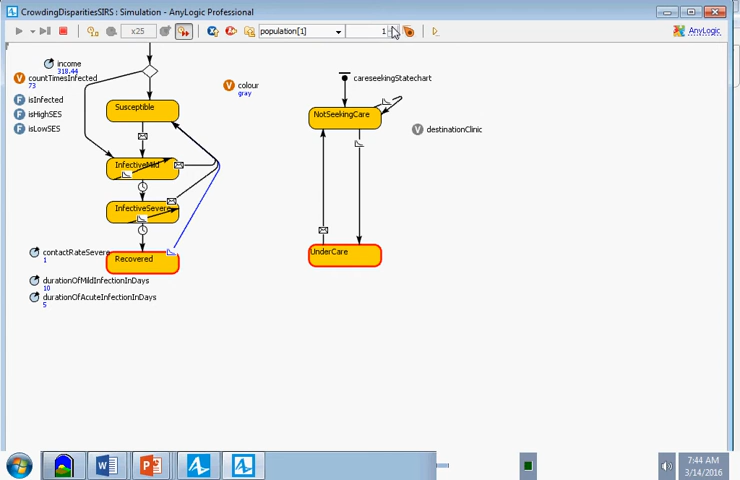 CrowdingDisparitiesSIRS : Simulation - AnyLogic Professional
x25
population[1]
1
AnyLogic
income
318.44
countTimesInfected
73
isInfected
isHighSES
isLowSES
colour
gray
Susceptible
InfectiveMild
InfectiveSevere
Recovered
contactRateSevere
1
durationOfMildInfectionInDays
10
durationOfAcuteInfectionInDays
5
careseekingStatechart
NotSeekingCare
destinationClinic
UnderCare
7:44 AM
3/14/2016